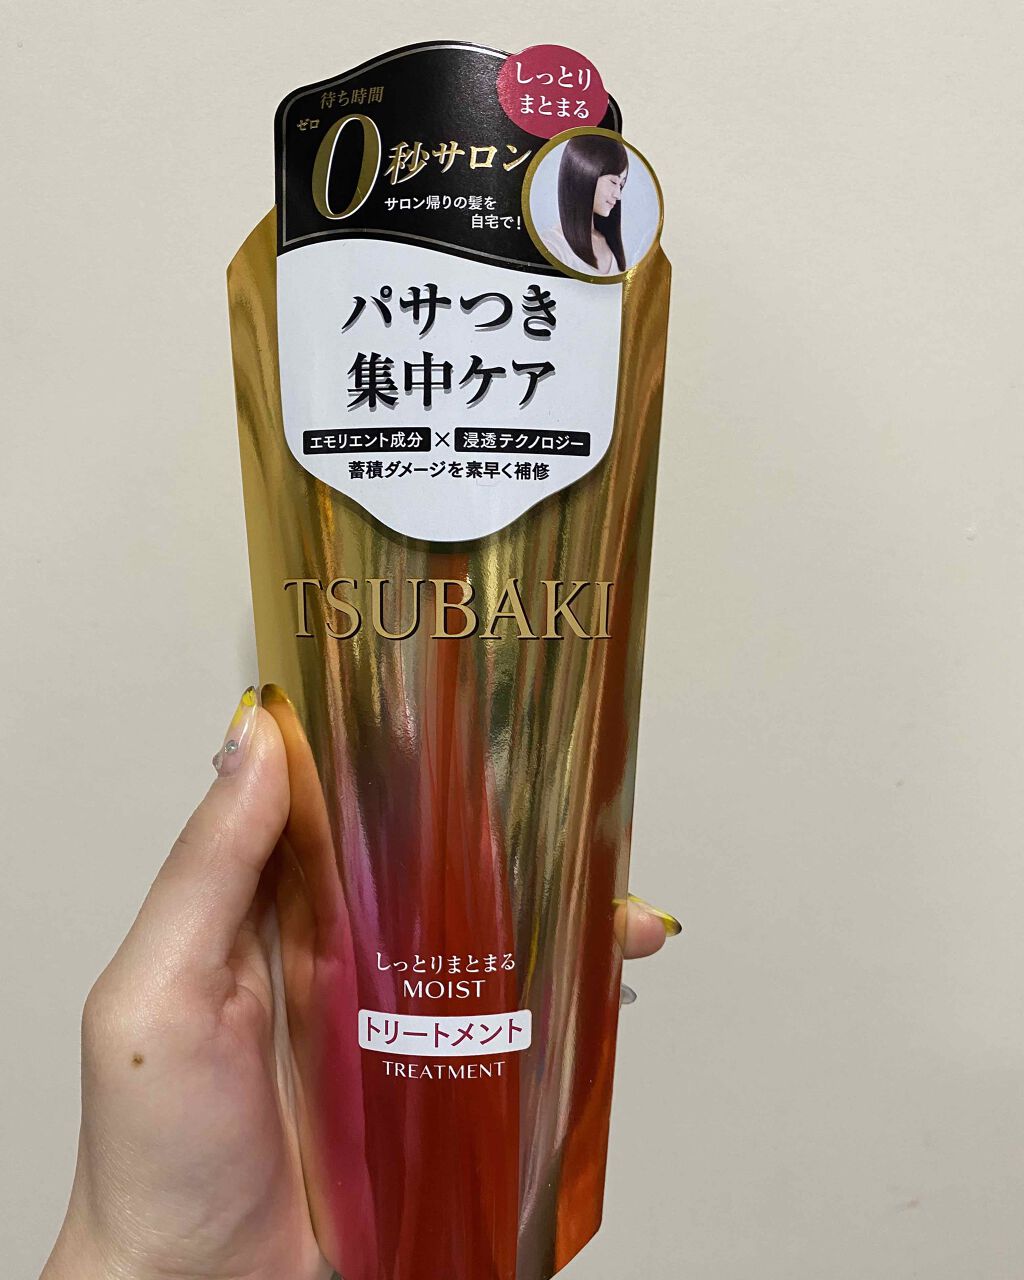 しっとり
まとまる
待ち時間
ゼロ
0秒サロン
サロン帰りの髪を
自宅で!
パサつき
集中ケア
エモリエント成分×浸透テクノロジー
蓄積ダメージを素早く補修
TSUBAKI
しっとりまとまる
MOIST
トリートメント
TREATMENT